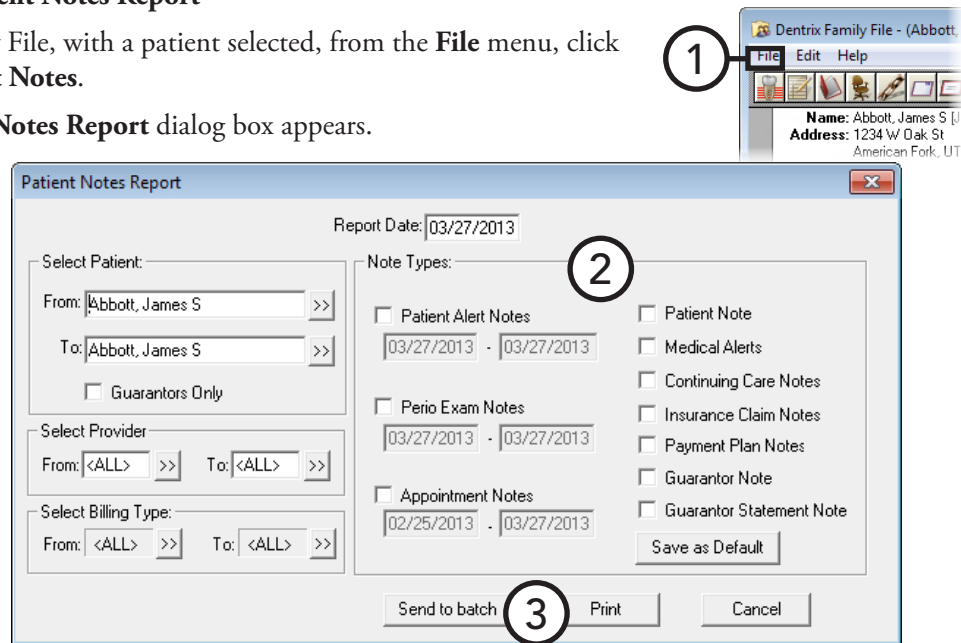 ent Notes Report
File, with a patient selected, from the File menu, click
Notes.
Notes Report dialog box appears.
1
Dentrix Family File - (Abbott,
File Edit Help
Name: Abbott, James S [J
Address: 1234 W Oak St
American Fork, UT
Patient Notes Report
Report Date: 03/27/2013
Select Patient:
From: Abbott, James S >>
To: Abbott, James S >>
Guarantors Only
Select Provider
From: <ALL> >> To: <ALL> >>
Select Billing Type:
From: <ALL> >> To: <ALL> >>
Note Types:
2
Patient Alert Notes
03/27/2013 - 03/27/2013
Perio Exam Notes
03/27/2013 - 03/27/2013
Appointment Notes
02/25/2013 - 03/27/2013
Patient Note
Medical Alerts
Continuing Care Notes
Insurance Claim Notes
Payment Plan Notes
Guarantor Note
Guarantor Statement Note
Save as Default
Send to batch 3 Print Cancel